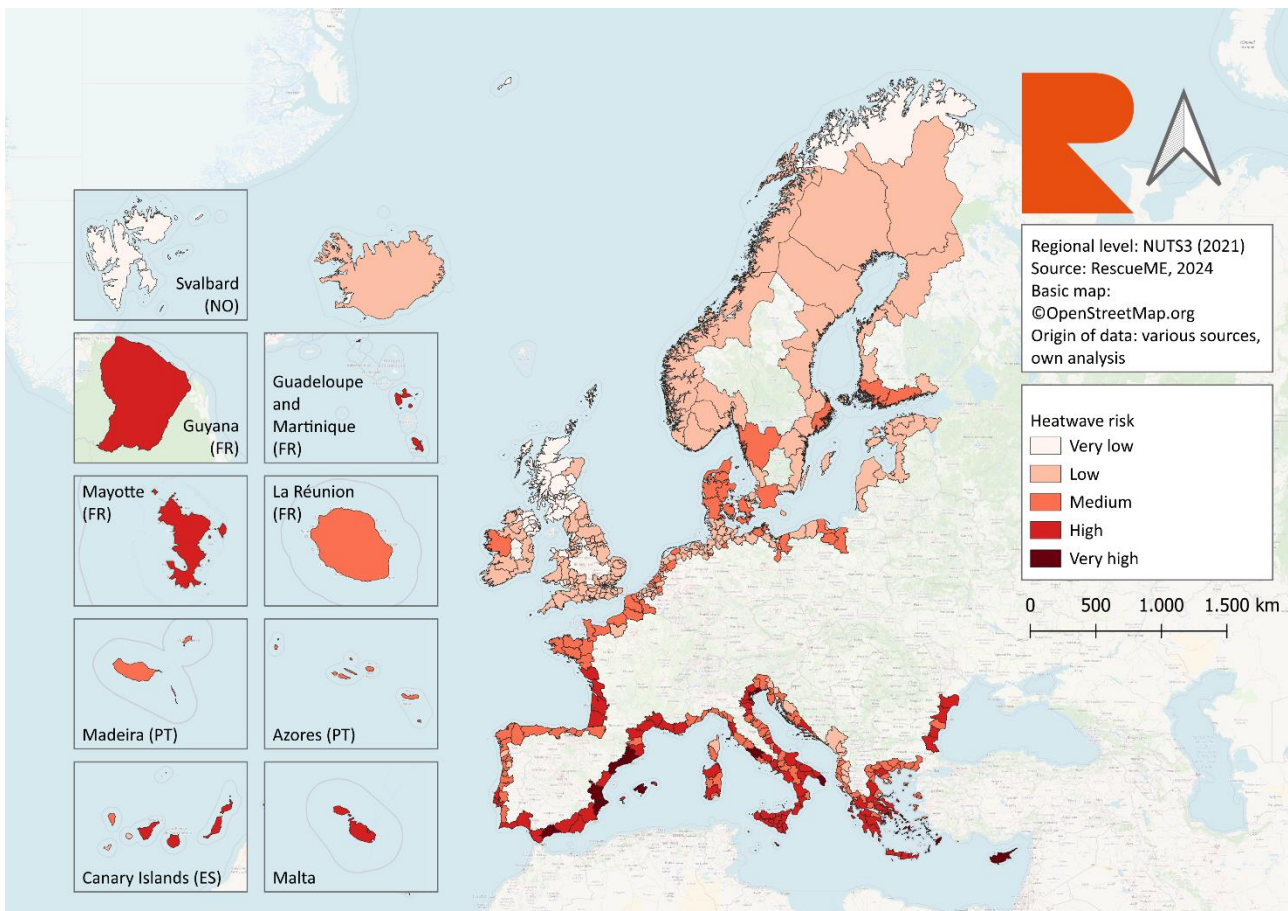 Svalbard
(NO)
Guyana
(FR)
Guadeloupe
and
Martinique
(FR)
Mayotte
(FR)
La Réunion
(FR)
Madeira (PT)
Azores (PT)
Canary Islands (ES)
Malta
R
Regional level: NUTS3 (2021)
Source: RescueME, 2024
Basic map:
©OpenStreetMap.org
Origin of data: various sources,
own analysis
Heatwave risk
Very low
Low
Medium
High
Very high
0 500 1.000 1.500 km